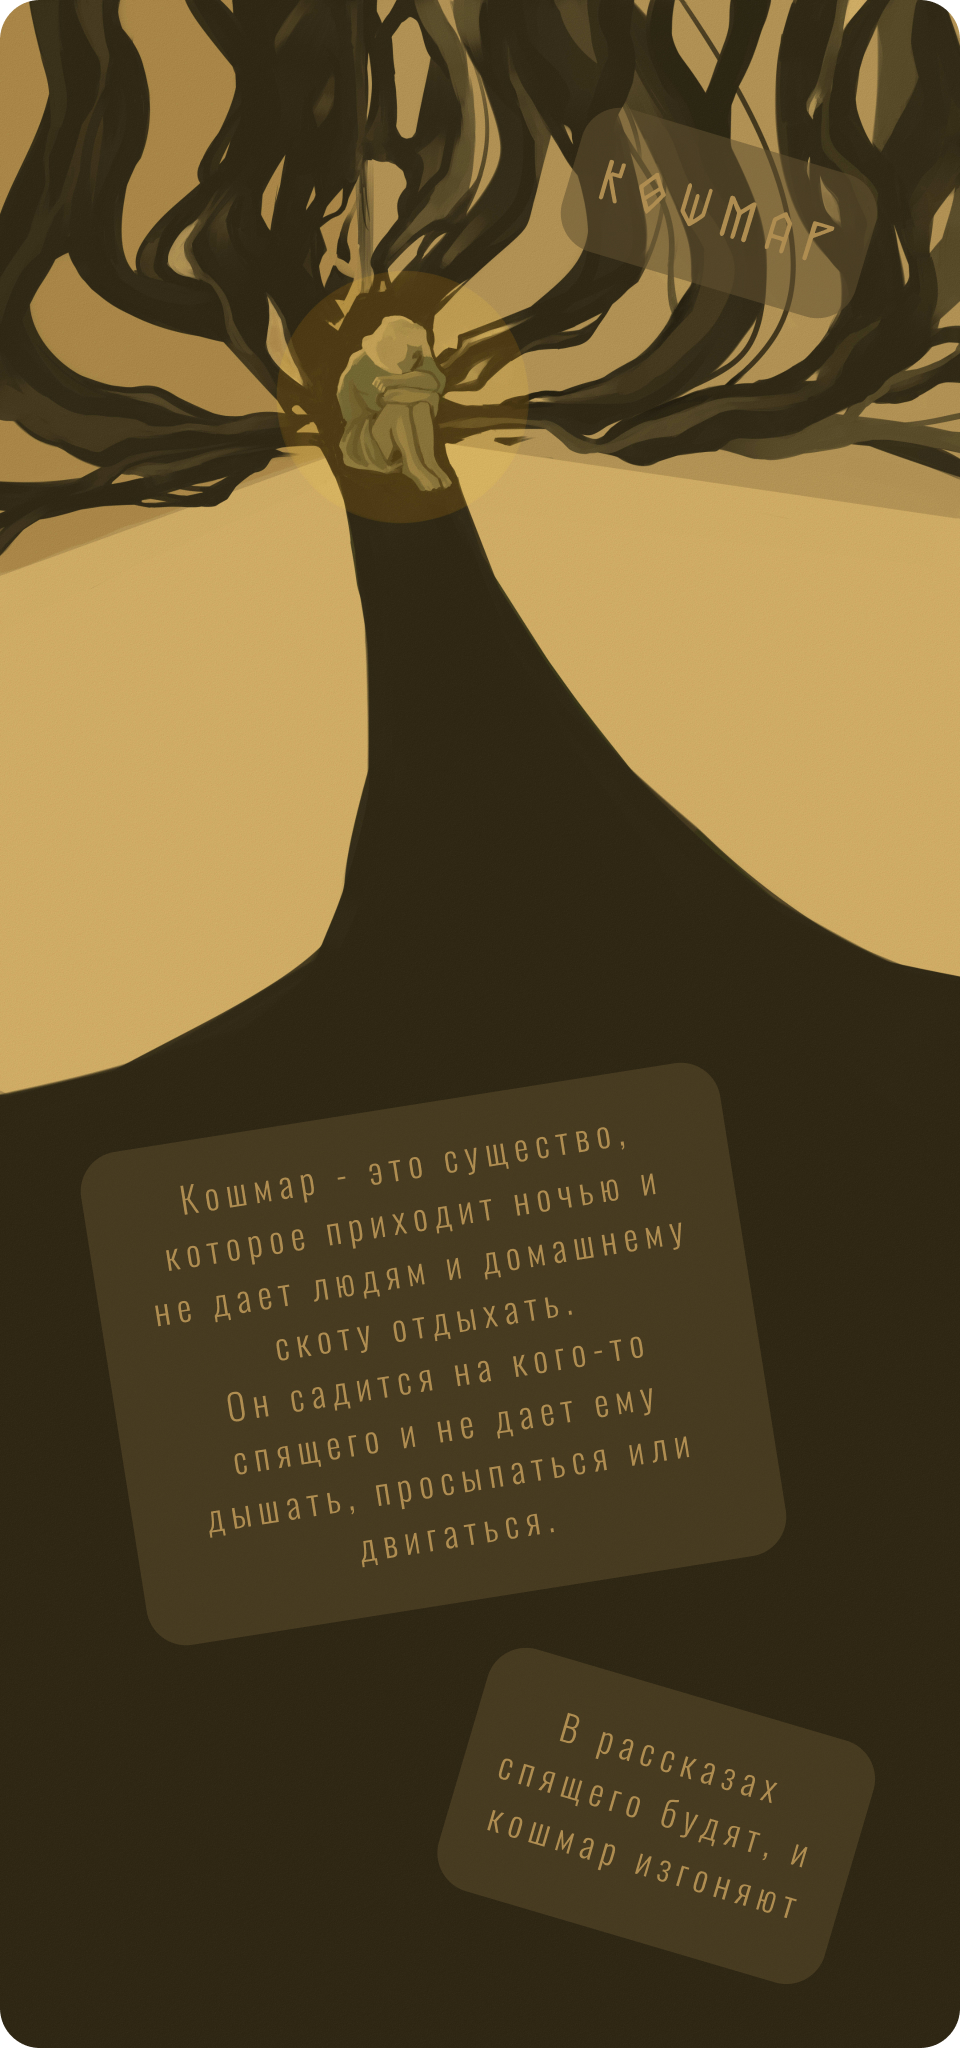 КОШМАР
Кошмар - это существо,
которое приходит ночью и
не дает людям и домашнему
скоту отдыхать.
Он садится на кого-то
спящего и не дает ему
дышать, просыпаться или
двигаться.
В рассказах
спящего будят, и
кошмар изгоняют